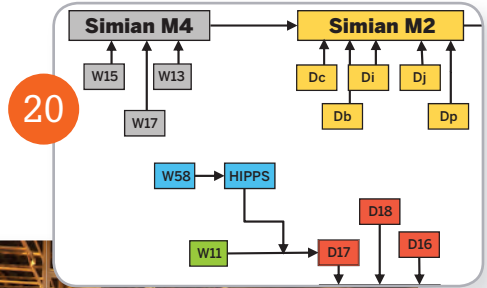 Simian M4 Simian M2
W15 W13 Dc Di Dj
W17 Db Dp
20
W58 HIPPS
D18
W11 D17 D16